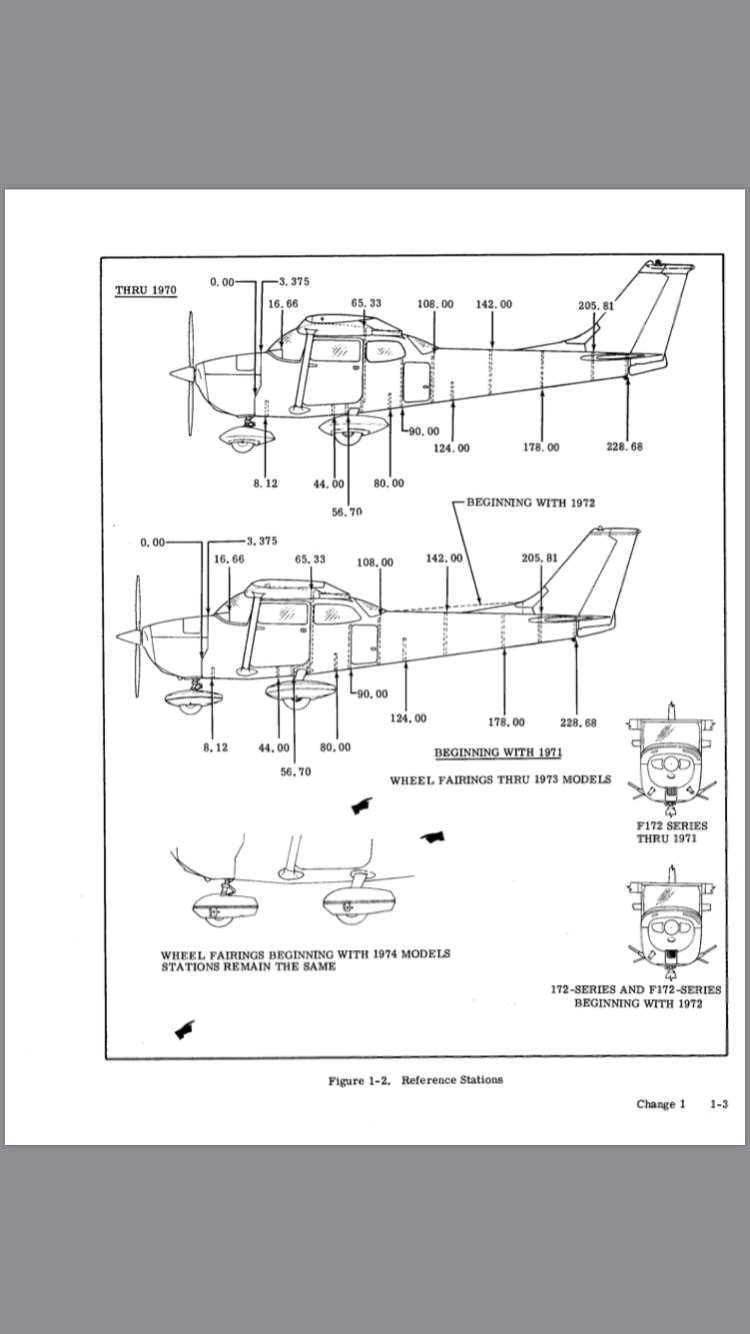 THRU 1970
0.00
3.375
16.66
65.33
108.00
142.00
205.81
90.00
124.00
178.00
228.68
8.12
44.00
80.00
56.70
BEGINNING WITH 1972
0.00
3.375
16.66
65.33
108.00
142.00
205.81
90.00
124.00
178.00
228.68
8.12
44.00
80.00
56.70
BEGINNING WITH 1971
WHEEL FAIRINGS THRU 1973 MODELS
F172 SERIES
THRU 1971
WHEEL FAIRINGS BEGINNING WITH 1974 MODELS
STATIONS REMAIN THE SAME
172-SERIES AND F172-SERIES
BEGINNING WITH 1972
Figure 1-2. Reference Stations
Change 1 1-3